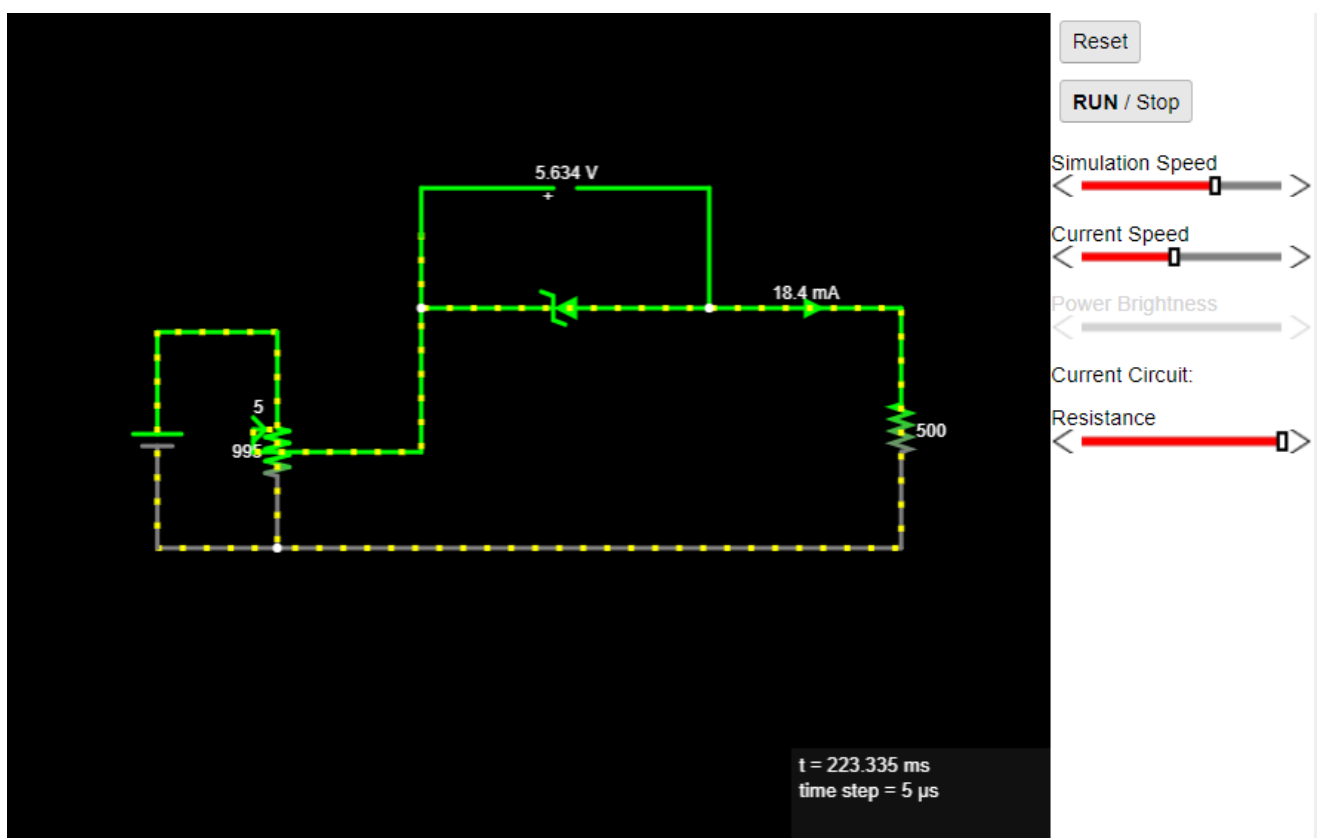 Reset
RUN / Stop
Simulation Speed
Current Speed
Power Brightness
Current Circuit:
Resistance
5.634 V
+
18.4 mA
5
995
500
t = 223.335 ms
time step = 5 µs